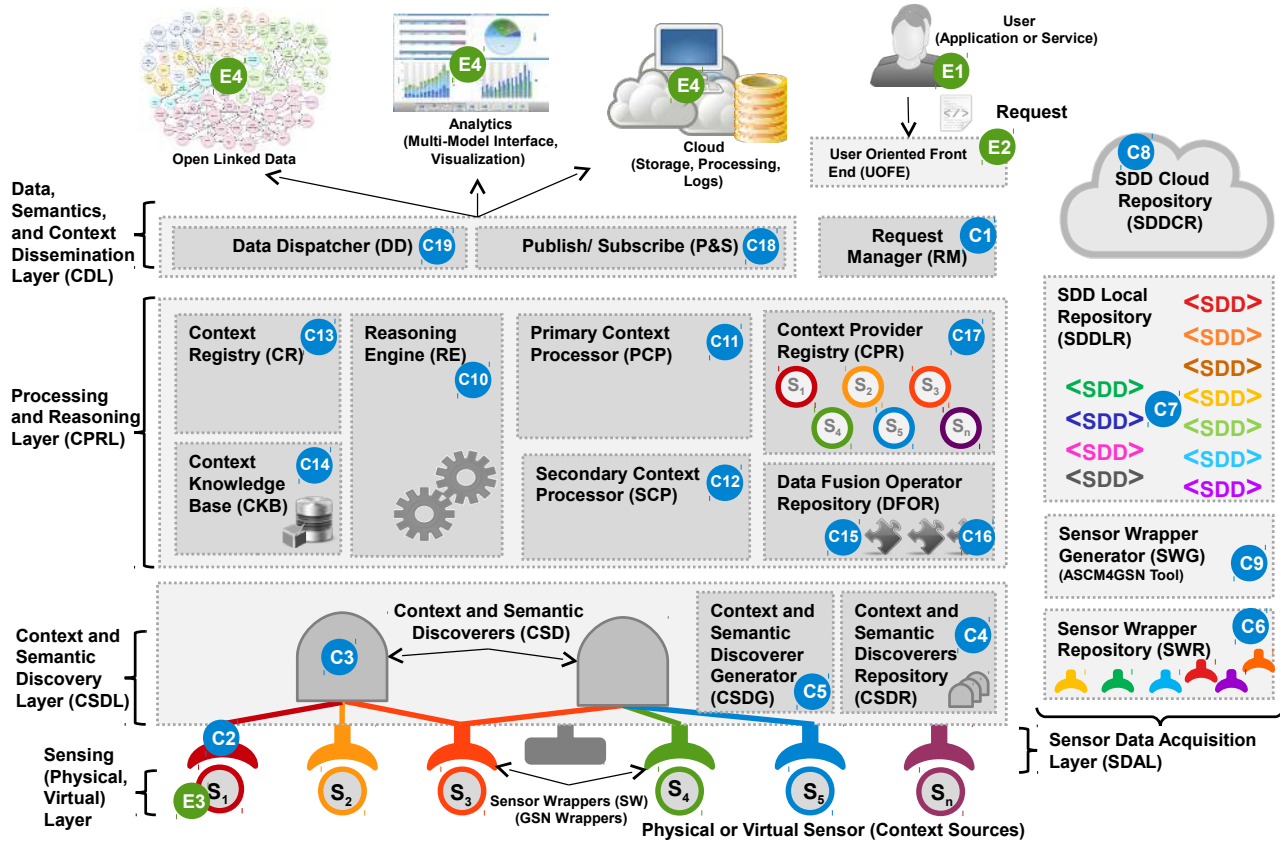 E4
Open Linked Data
E4
Analytics
(Multi-Model Interface,
Visualization)
E4
Cloud
(Storage, Processing,
Logs)
User
(Application or Service)
E1
</>
Request
User Oriented Front
End (UOFE)
E2
C8
SDD Cloud
Repository
(SDDCR)
Data,
Semantics,
and Context
Dissemination
Layer (CDL)
Data Dispatcher (DD)
C19
Publish/ Subscribe (P&S)
C18
Request
Manager (RM)
C1
Processing
and Reasoning
Layer (CPRL)
Context
Registry (CR)
C13
Reasoning
Engine (RE)
C10
Primary Context
Processor (PCP)
C11
Context Provider
Registry (CPR)
C17
S1
S2
S3
S4
S5
Sn
Context
Knowledge
Base (CKB)
C14
Secondary Context
Processor (SCP)
C12
Data Fusion Operator
Repository (DFOR)
C15
C16
SDD Local
Repository
(SDDLR)
<SDD>
<SDD>
<SDD>
<SDD>
<SDD>
<SDD>
<SDD>
<SDD>
<SDD>
<SDD>
<SDD>
C7
Sensor Wrapper
Generator (SWG)
(ASCM4GSN Tool)
C9
Sensor Wrapper
Repository (SWR)
C6
Context and
Semantic
Discovery
Layer (CSDL)
C3
Context and Semantic
Discoverers (CSD)
Context and
Semantic
Discoverer
Generator
(CSDG)
C5
Context and
Semantic
Discoverers
Repository
(CSDR)
C4
Sensor Data Acquisition
Layer (SDAL)
Sensing
(Physical,
Virtual)
Layer
C2
E3
S1
S2
S3
S4
S5
Sn
Sensor Wrappers (SW)
(GSN Wrappers)
Physical or Virtual Sensor (Context Sources)